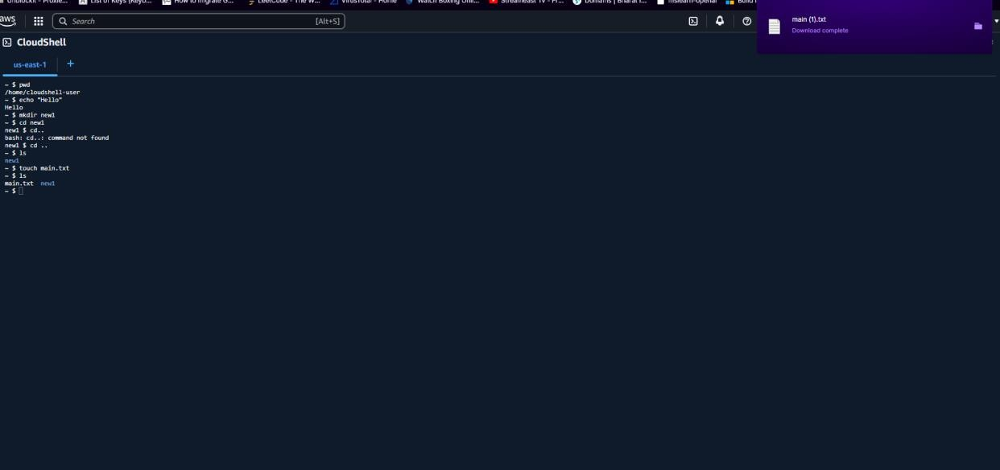 Unblockit - Proxie...
List of Keys (Keyb...
How to migrate G...
LeetCode - The W...
VirusTotal - Home
Watch Boxing Onli...
Streameast TV - Fr...
Domains | Bharat I...
mslearn-openai
Build
aws
Search
[Alt+S]
main (1).txt
Download complete
CloudShell
us-east-1
+
~ $ pwd
/home/cloudshell-user
~ $ echo "Hello"
Hello
~ $ mkdir new1
~ $ cd new1
new1 $ cd..
bash: cd..: command not found
new1 $ cd ..
~ $ ls
new1
~ $ touch main.txt
~ $ ls
main.txt  new1
~ $